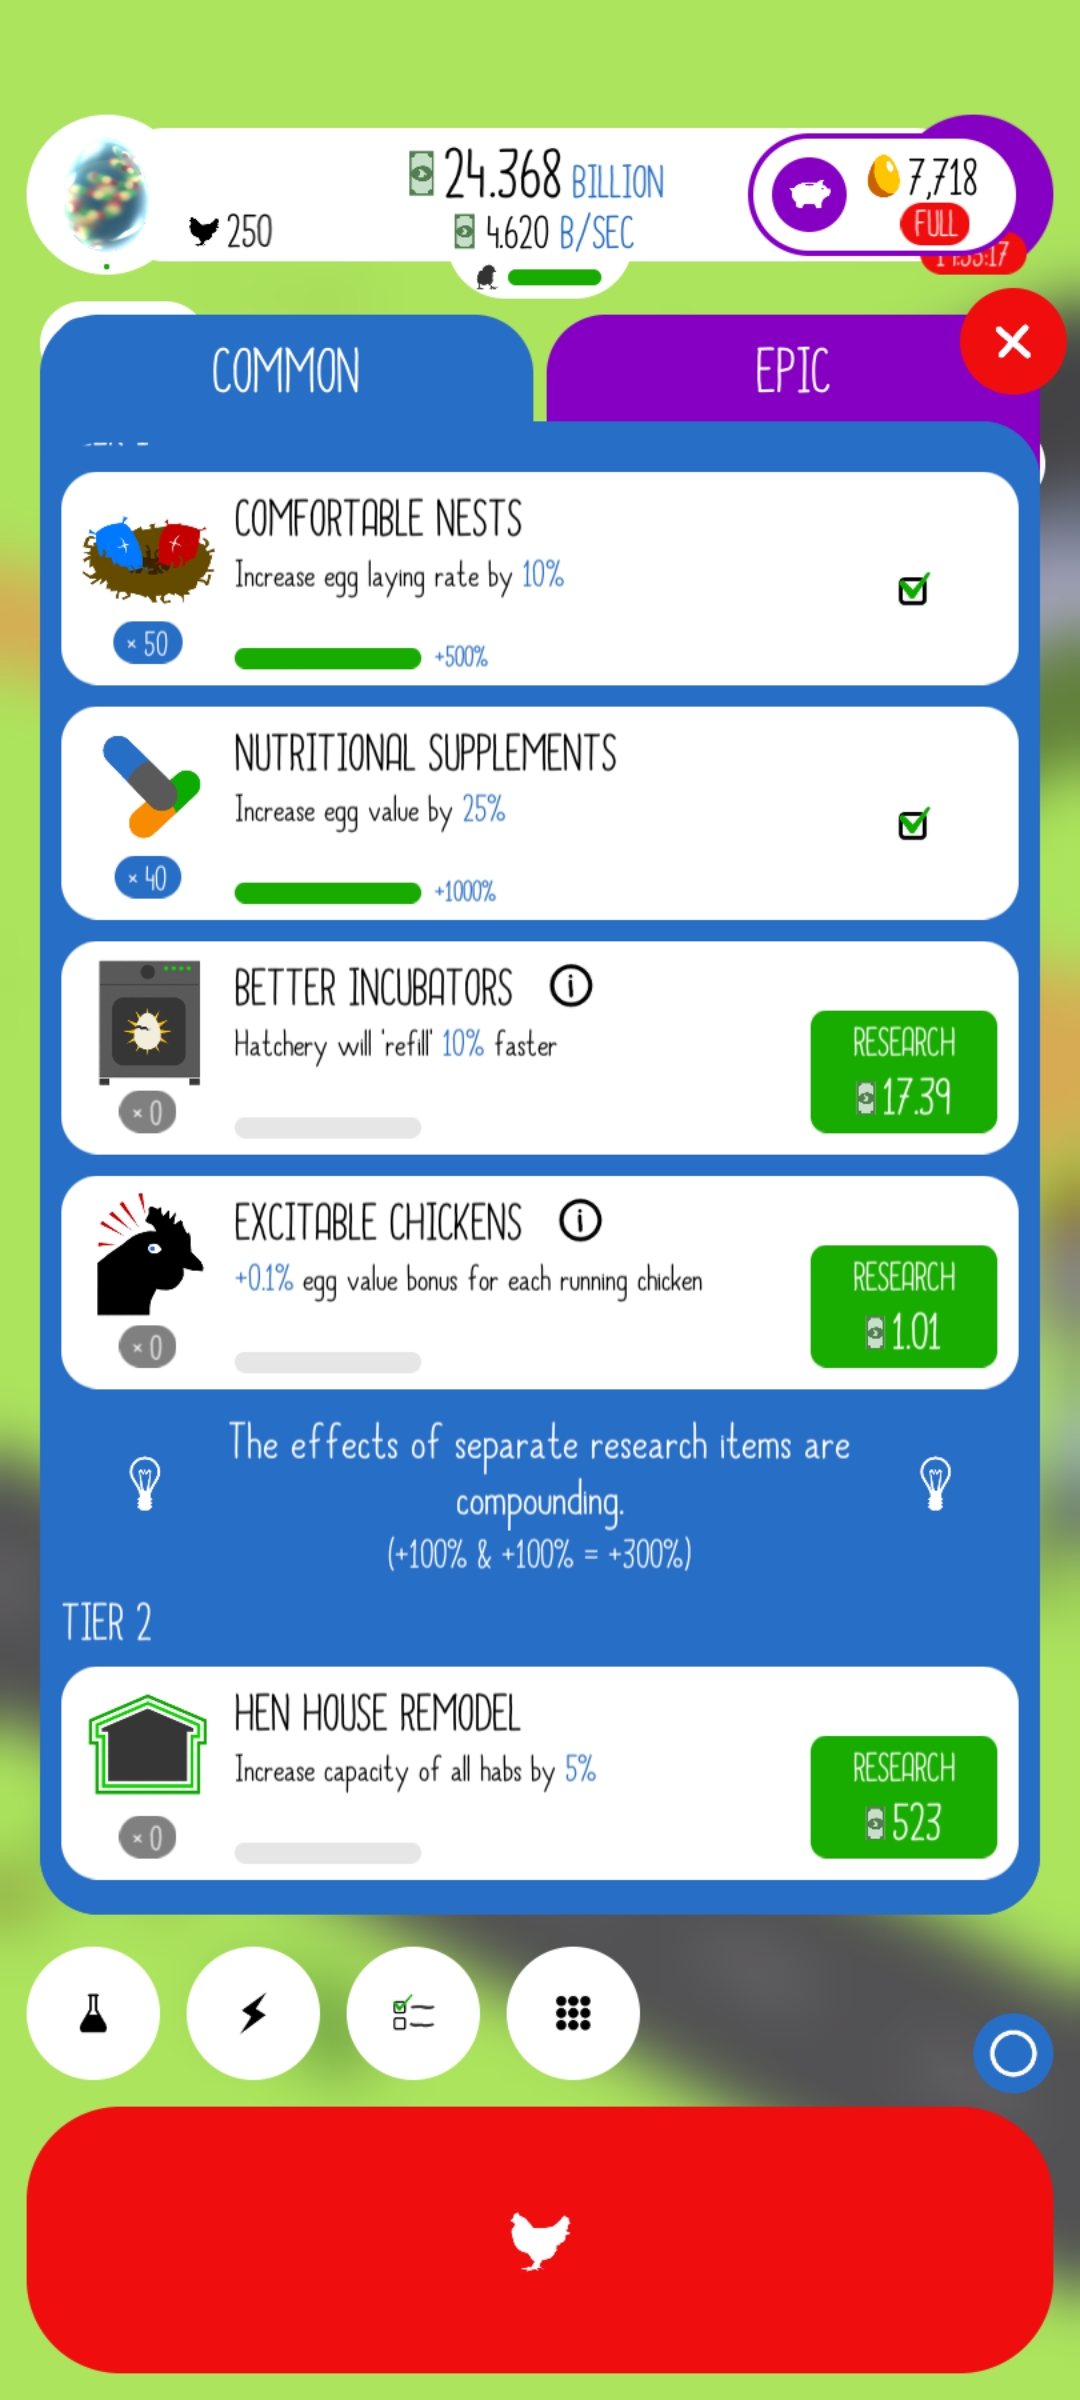 24.368 BILLION
250
4.620 B/SEC
7,718
FULL
COMMON
EPIC
COMFORTABLE NESTS
Increase egg laying rate by 10%
× 50
+500%
NUTRITIONAL SUPPLEMENTS
Increase egg value by 25%
× 40
+1000%
BETTER INCUBATORS
Hatchery will 'refill' 10% faster
RESEARCH
17.39
× 0
EXCITABLE CHICKENS
+0.1% egg value bonus for each running chicken
RESEARCH
1.01
× 0
The effects of separate research items are
compounding.
(+100% & +100% = +300%)
TIER 2
HEN HOUSE REMODEL
Increase capacity of all habs by 5%
RESEARCH
523
× 0